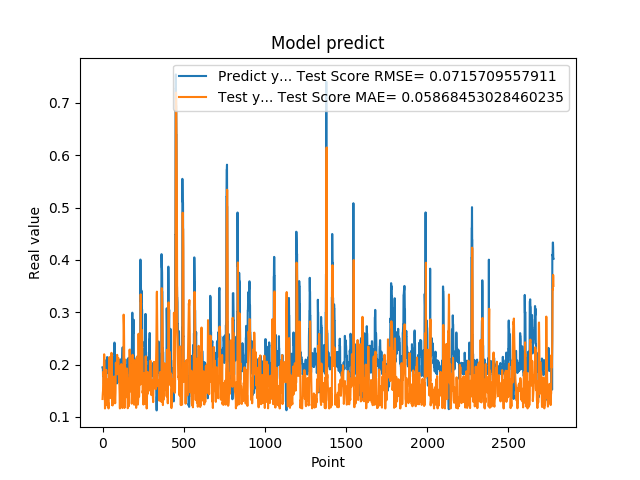 Model predict
Predict y... Test Score RMSE= 0.0715709557911
Test y... Test Score MAE= 0.05868453028460235
Real value
0.7
0.6
0.5
0.4
0.3
0.2
0.1
0 500 1000 1500 2000 2500
Point